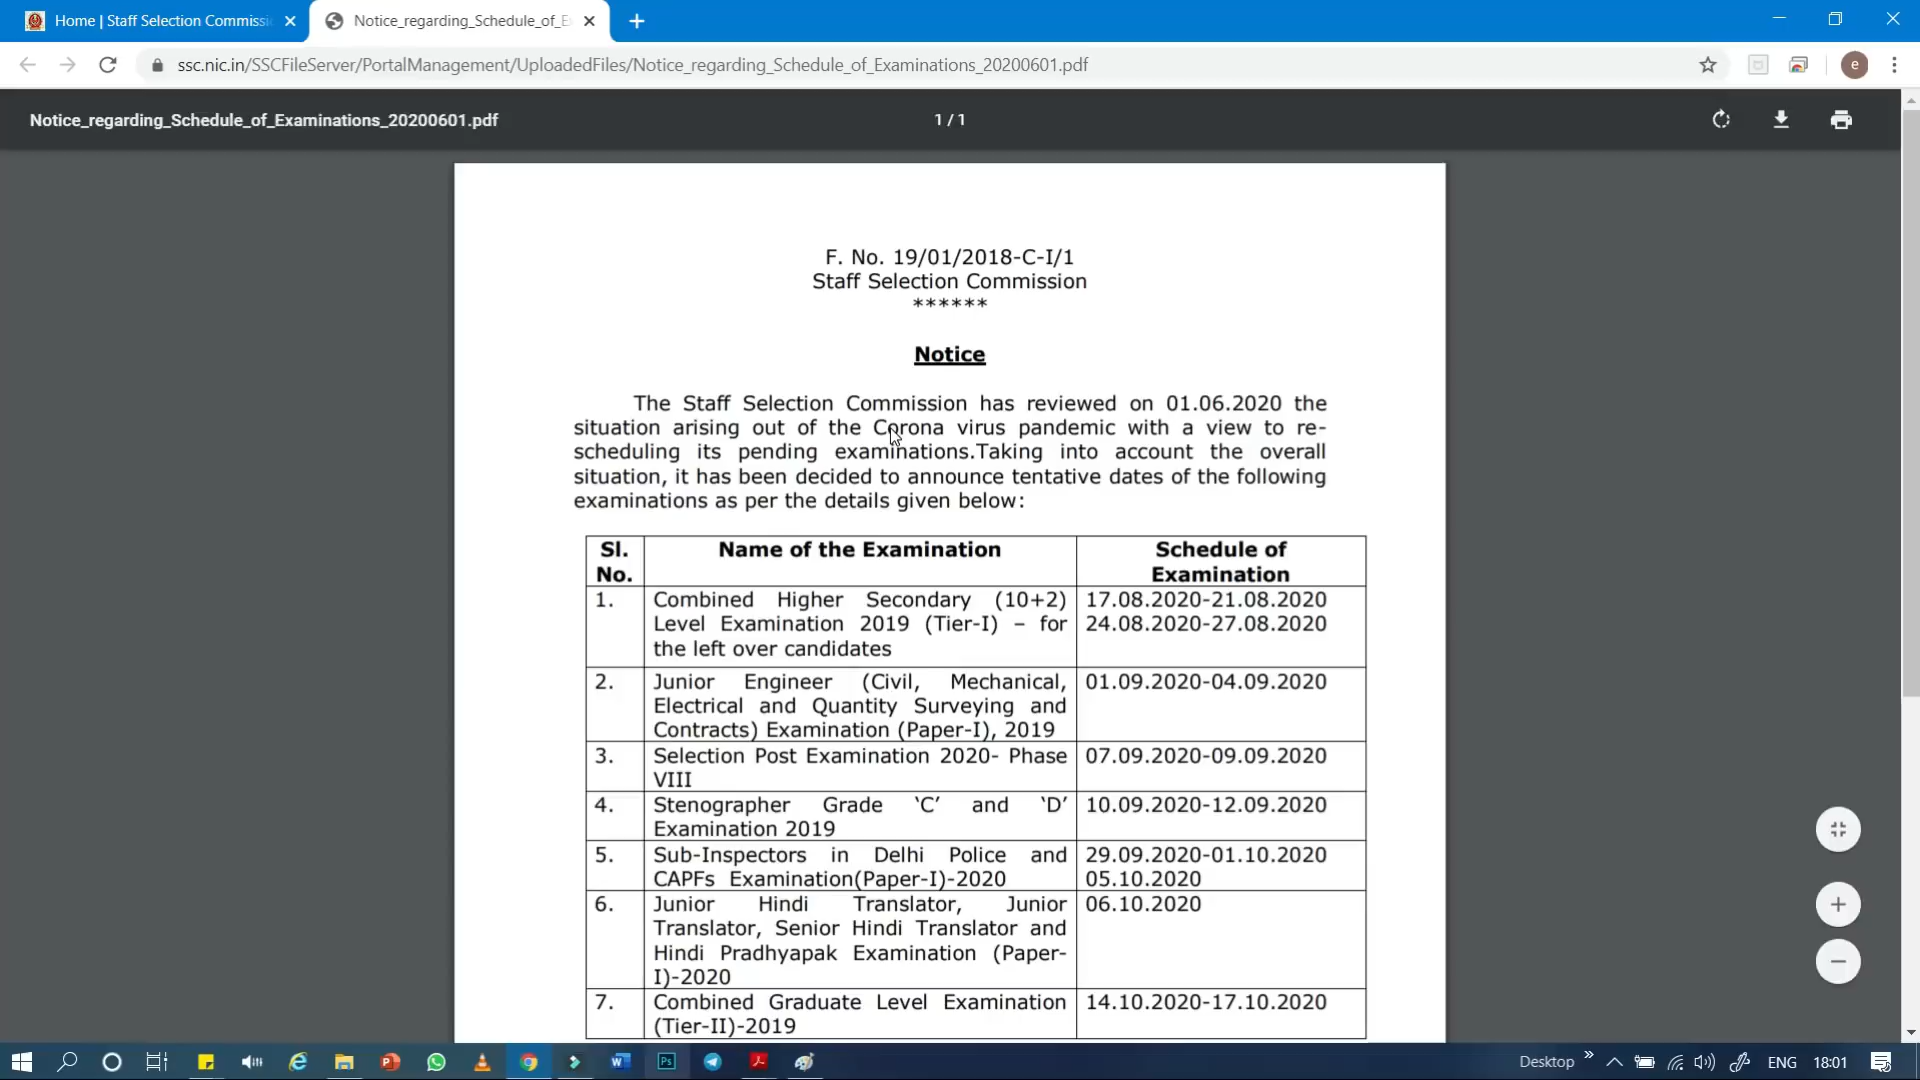 Home | Staff Selection Commissi
Notice_regarding_Schedule_of_E
ssc.nic.in/SSCFileServer/PortalManagement/UploadedFiles/Notice_regarding_Schedule_of_Examinations_20200601.pdf
e
Notice_regarding_Schedule_of_Examinations_20200601.pdf
1 / 1
F. No. 19/01/2018-C-I/1
Staff Selection Commission
******
Notice
The Staff Selection Commission has reviewed on 01.06.2020 the
situation arising out of the Corona virus pandemic with a view to re-
scheduling its pending examinations.Taking into account the overall
situation, it has been decided to announce tentative dates of the following
examinations as per the details given below:
Sl. No.
Name of the Examination
Schedule of Examination
1.
Combined Higher Secondary (10+2)
Level Examination 2019 (Tier-I) – for
the left over candidates
17.08.2020-21.08.2020
24.08.2020-27.08.2020
2.
Junior Engineer (Civil, Mechanical,
Electrical and Quantity Surveying and
Contracts) Examination (Paper-I), 2019
01.09.2020-04.09.2020
3.
Selection Post Examination 2020- Phase
VIII
07.09.2020-09.09.2020
4.
Stenographer Grade ‘C’ and ‘D’
Examination 2019
10.09.2020-12.09.2020
5.
Sub-Inspectors in Delhi Police and
CAPFs Examination(Paper-I)-2020
29.09.2020-01.10.2020
05.10.2020
6.
Junior Hindi Translator, Junior
Translator, Senior Hindi Translator and
Hindi Pradhyapak Examination (Paper-
I)-2020
06.10.2020
7.
Combined Graduate Level Examination
(Tier-II)-2019
14.10.2020-17.10.2020
Desktop
ENG
18:01